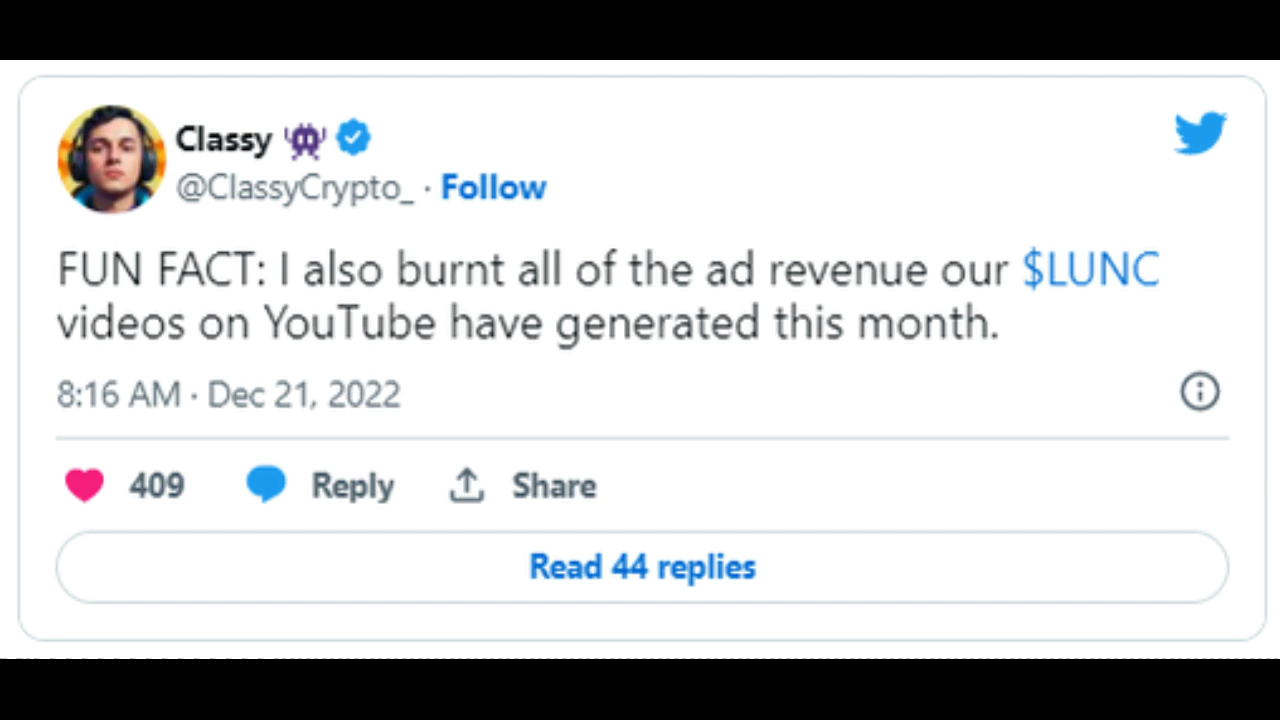 Classy
@ClassyCrypto_ · Follow
FUN FACT: I also burnt all of the ad revenue our $LUNC
videos on YouTube have generated this month.
8:16 AM · Dec 21, 2022
409 Reply Share
Read 44 replies